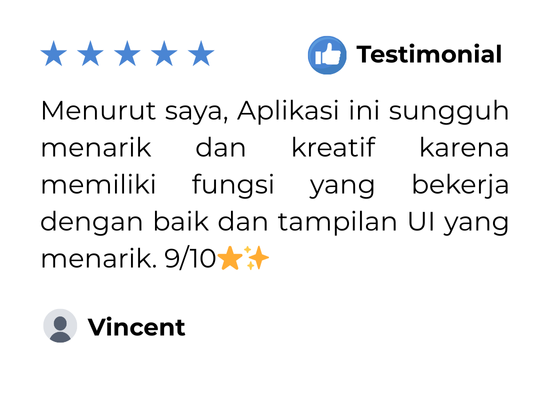 Testimonial
Menurut saya, Aplikasi ini sungguh
menarik dan kreatif karena
memiliki fungsi yang bekerja
dengan baik dan tampilan UI yang
menarik. 9/10⭐✨
Vincent